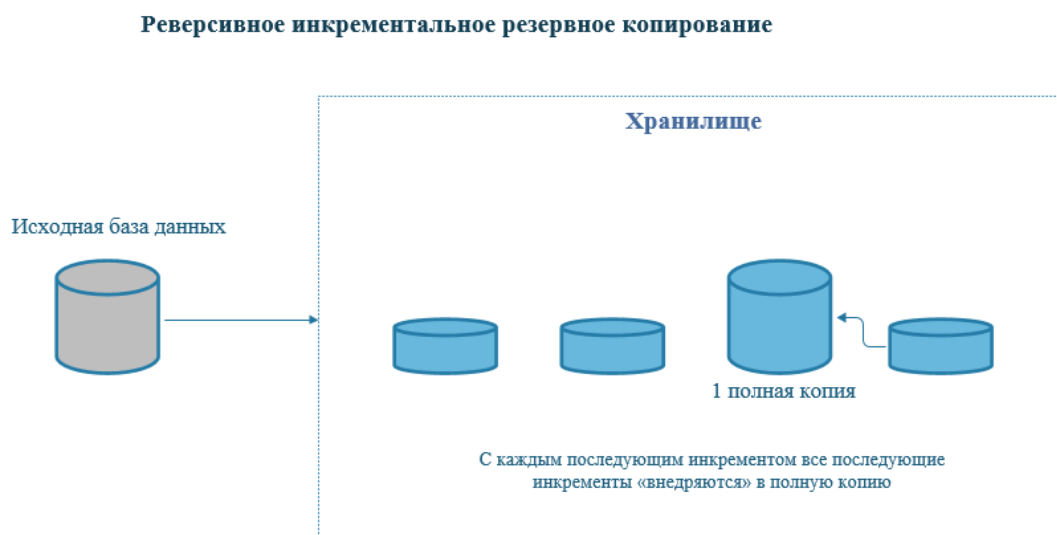 Реверсивное инкрементальное резервное копирование
Хранилище
Исходная база данных
1 полная копия
С каждым последующим инкрементом все последующие
инкременты «внедряются» в полную копию